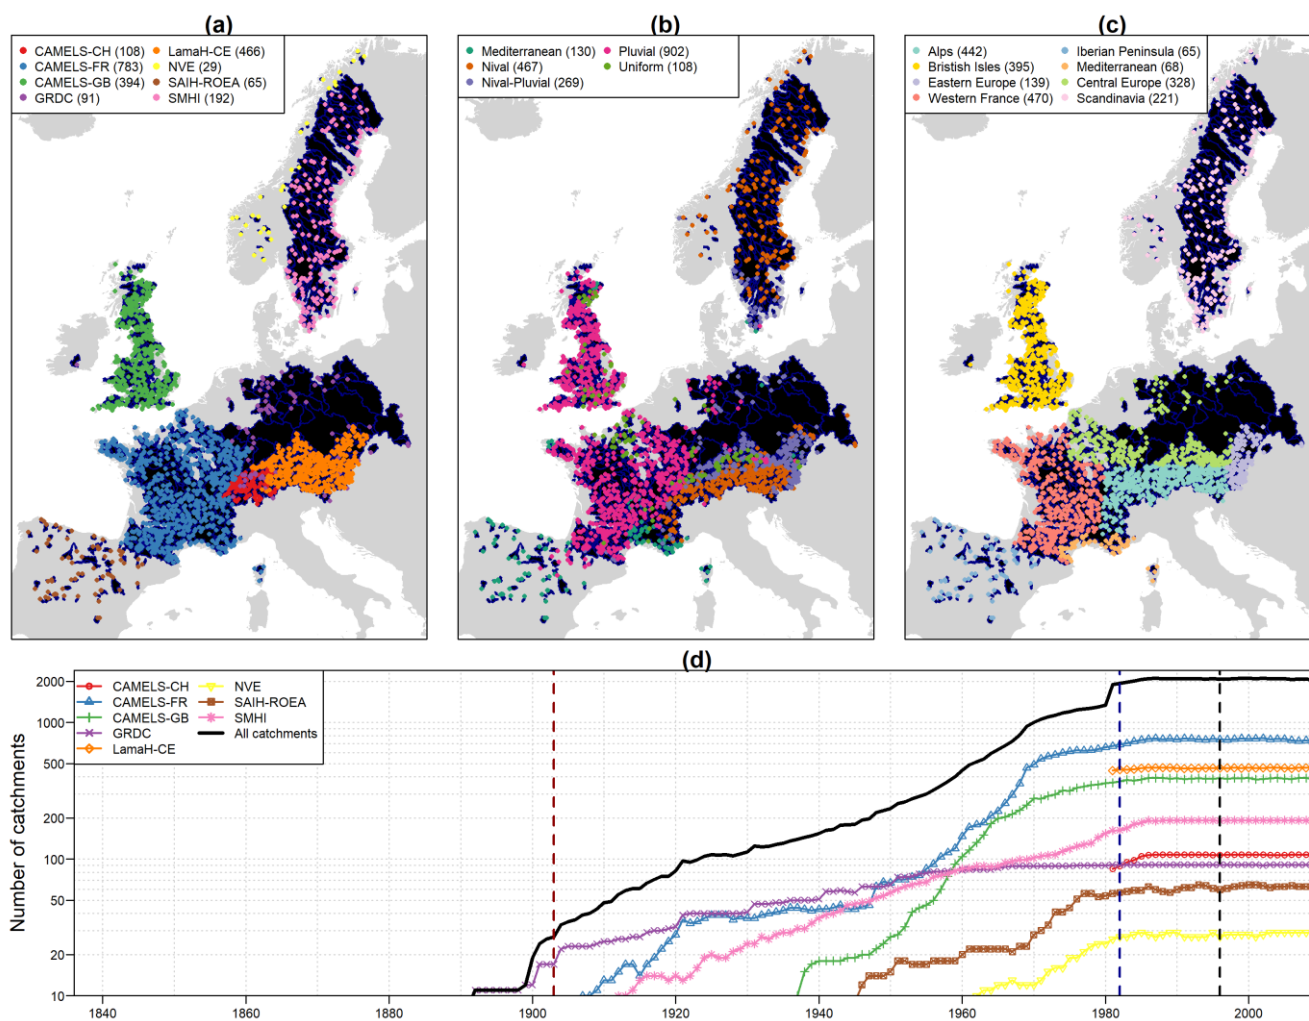 (a)
CAMELS-CH (108)
CAMELS-FR (783)
CAMELS-GB (394)
GRDC (91)
LamaH-CE (466)
NVE (29)
SAIH-ROEA (65)
SMHI (192)
(b)
Mediterranean (130)
Nival (467)
Nival-Pluvial (269)
Pluvial (902)
Uniform (108)
(c)
Alps (442)
Bristish Isles (395)
Eastern Europe (139)
Western France (470)
Iberian Peninsula (65)
Mediterranean (68)
Central Europe (328)
Scandinavia (221)
(d)
CAMELS-CH
CAMELS-FR
CAMELS-GB
GRDC
LamaH-CE
NVE
SAIH-ROEA
SMHI
All catchments
Number of catchments
2000
1000
500
200
100
50
20
10
1840
1860
1880
1900
1920
1940
1960
1980
2000